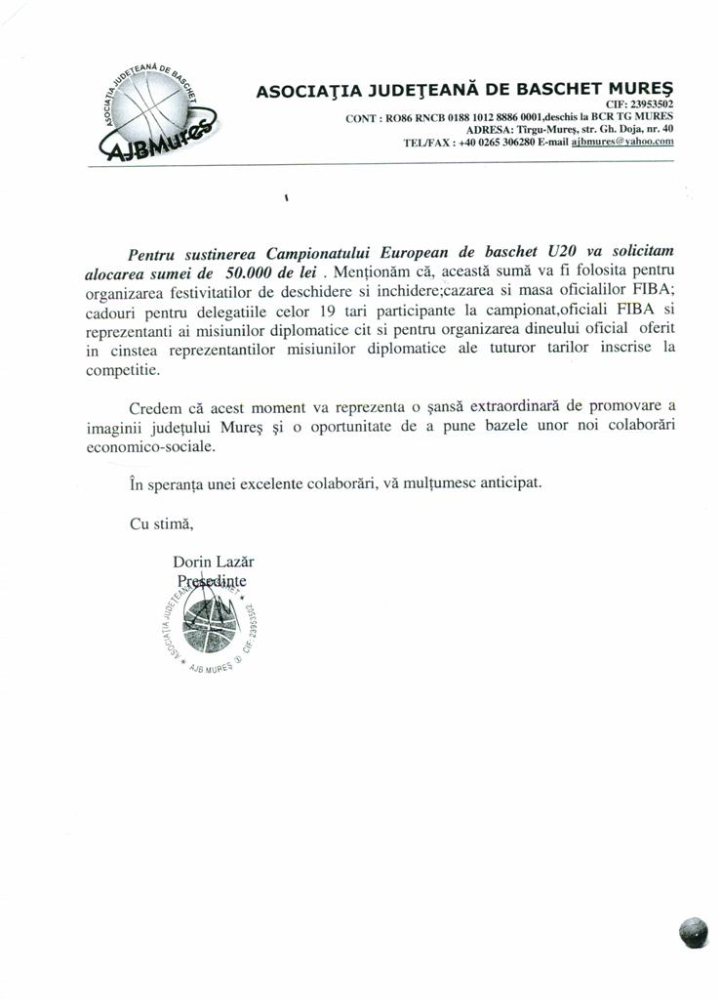 ASOCIAŢIA JUDEŢEANĂ DE BASCHET
AJBMureș
ASOCIAŢIA JUDEŢEANĂ DE BASCHET MUREŞ
CIF: 23953502
CONT : RO86 RNCB 0188 1012 8886 0001,deschis la BCR TG MURES
ADRESA: Tîrgu-Mureş, str. Gh. Doja, nr. 40
TEL/FAX : +40 0265 306280 E-mail ajbmures@yahoo.com
Pentru sustinerea Campionatului European de baschet U20 va solicitam
alocarea sumei de 50.000 de lei . Menţionăm că, această sumă va fi folosita pentru
organizarea festivitatilor de deschidere si inchidere;cazarea si masa oficialilor FIBA;
cadouri pentru delegatiile celor 19 tari participante la campionat,oficiali FIBA si
reprezentanti ai misiunilor diplomatice cit si pentru organizarea dineului oficial oferit
in cinstea reprezentantilor misiunilor diplomatice ale tuturor tarilor inscrise la
competitie.
Credem că acest moment va reprezenta o şansă extraordinară de promovare a
imaginii judeţului Mureş şi o oportunitate de a pune bazele unor noi colaborări
economico-sociale.
În speranţa unei excelente colaborări, vă mulţumesc anticipat.
Cu stimă,
Dorin Lazăr
Preşedinte
ASOCIAŢIA JUDEŢEANĂ DE BASCHET * CIF: 23953502
* AJB MUREŞ